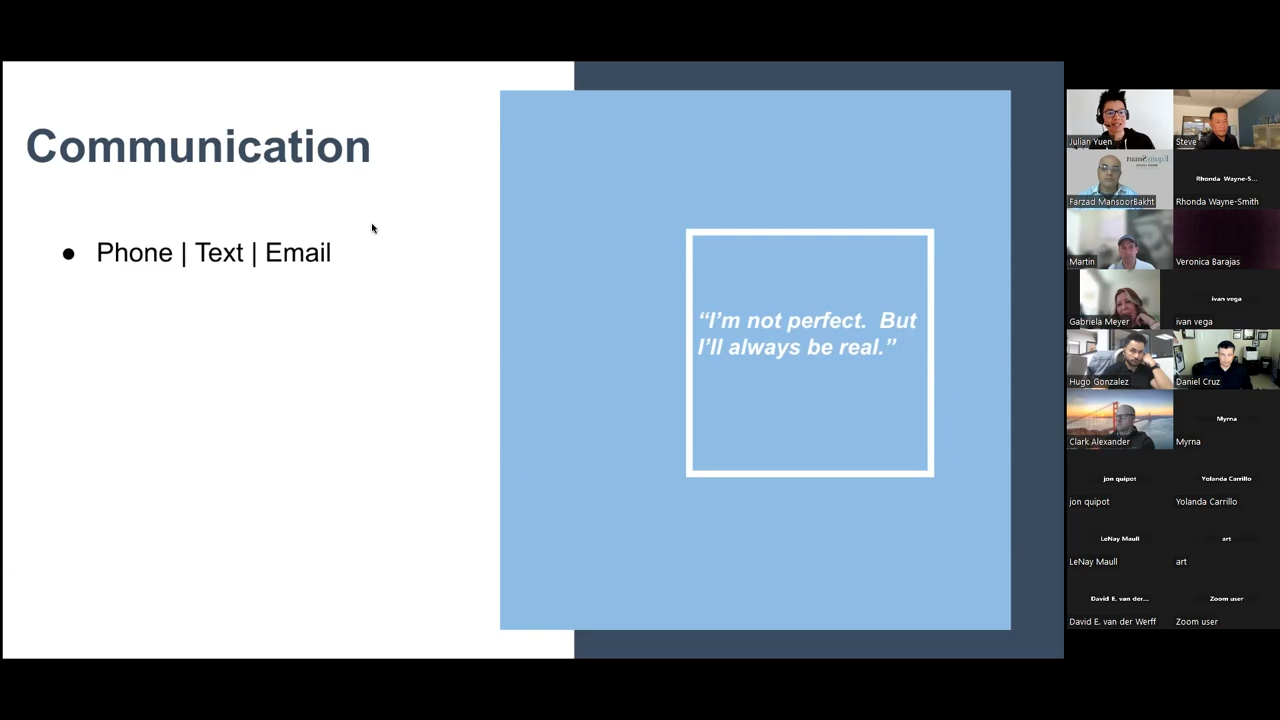 Communication
● Phone | Text | Email
“I’m not perfect.  But
I’ll always be real.”
Julian Yuen
Steve
Farzad MansoorBakht
Rhonda Wayne-S...
Rhonda Wayne-Smith
Martin
Veronica Barajas
Gabriela Meyer
ivan vega
ivan vega
Hugo Gonzalez
Daniel Cruz
Clark Alexander
Myrna
Myrna
jon quipot
jon quipot
Yolanda Carrillo
Yolanda Carrillo
LeNay Maull
LeNay Maull
art
art
David E. van der...
David E. van der Werff
Zoom user
Zoom user